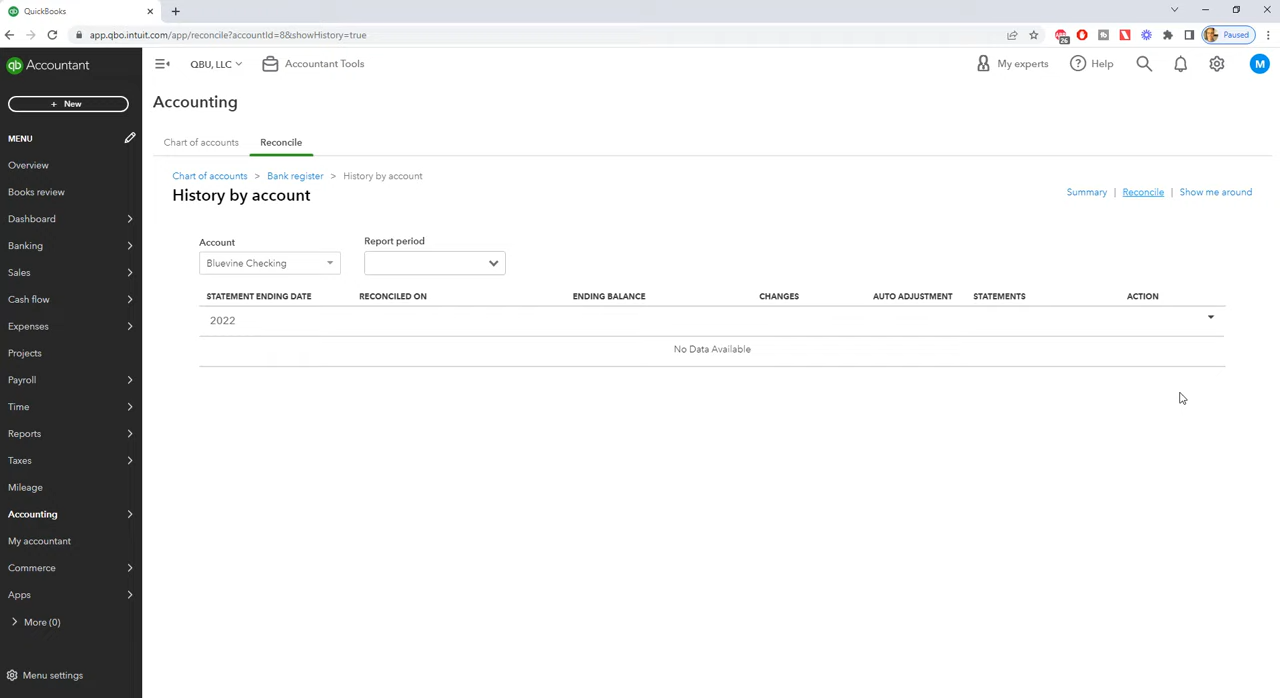 QuickBooks
app.qbo.intuit.com/app/reconcile?accountId=8&showHistory=true
26
Paused
qb Accountant
QBU, LLC
Accountant Tools
My experts
Help
M
+ New
MENU
Overview
Books review
Dashboard
Banking
Sales
Cash flow
Expenses
Projects
Payroll
Time
Reports
Taxes
Mileage
Accounting
My accountant
Commerce
Apps
More (0)
Menu settings
Accounting
Chart of accounts Reconcile
Chart of accounts > Bank register > History by account
History by account
Summary | Reconcile | Show me around
Account Report period
Bluevine Checking
STATEMENT ENDING DATE RECONCILED ON ENDING BALANCE CHANGES AUTO ADJUSTMENT STATEMENTS ACTION
2022
No Data Available